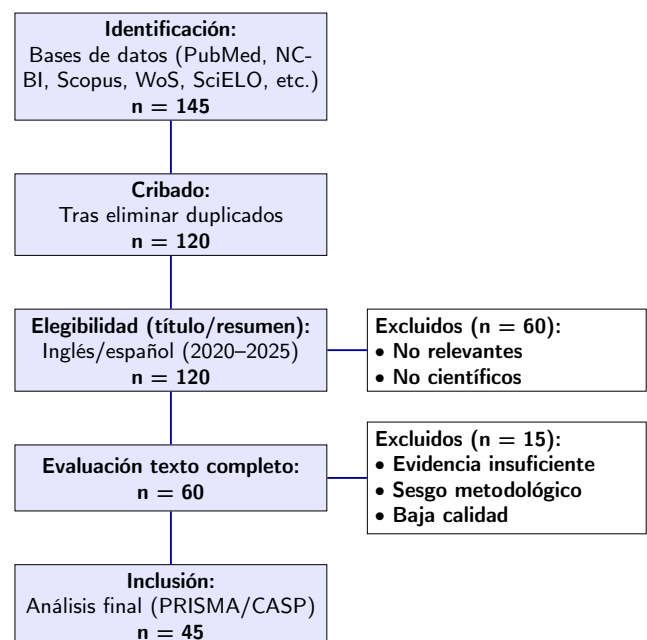 Identificación:
Bases de datos (PubMed, NC-
BI, Scopus, WoS, SciELO, etc.)
n = 145
Cribado:
Tras eliminar duplicados
n = 120
Elegibilidad (título/resumen):
Inglés/español (2020–2025)
n = 120
Excluidos (n = 60):
• No relevantes
• No científicos
Evaluación texto completo:
n = 60
Excluidos (n = 15):
• Evidencia insuficiente
• Sesgo metodológico
• Baja calidad
Inclusión:
Análisis final (PRISMA/CASP)
n = 45